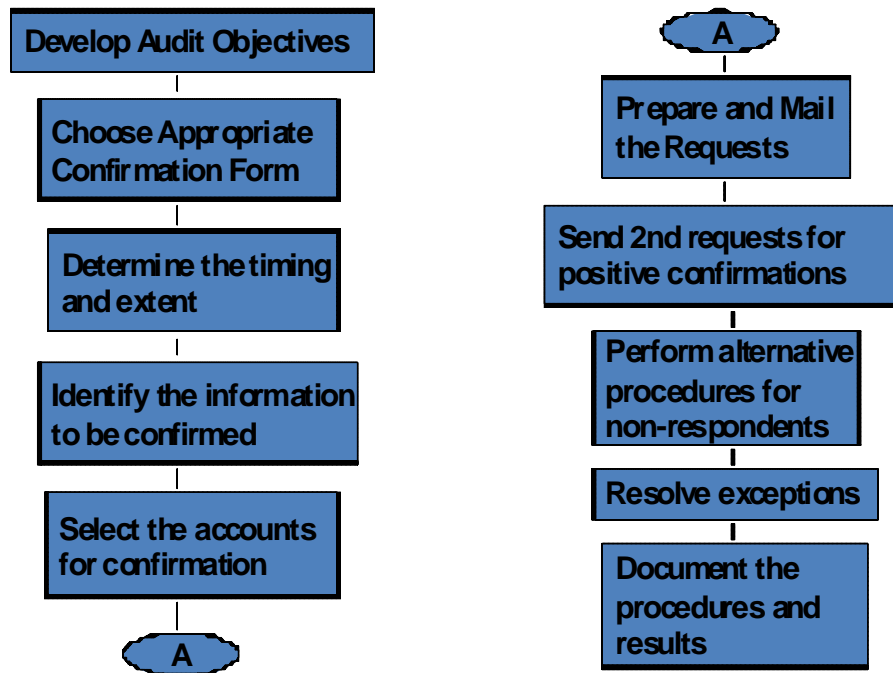 Develop Audit Objectives
Choose Appropriate
Confirmation Form
Determine the timing
and extent
Identify the information
to be confirmed
Select the accounts
for confirmation
A
A
Prepare and Mail
the Requests
Send 2nd requests for
positive confirmations
Perform alternative
procedures for
non-respondents
Resolve exceptions
Document the
procedures and
results